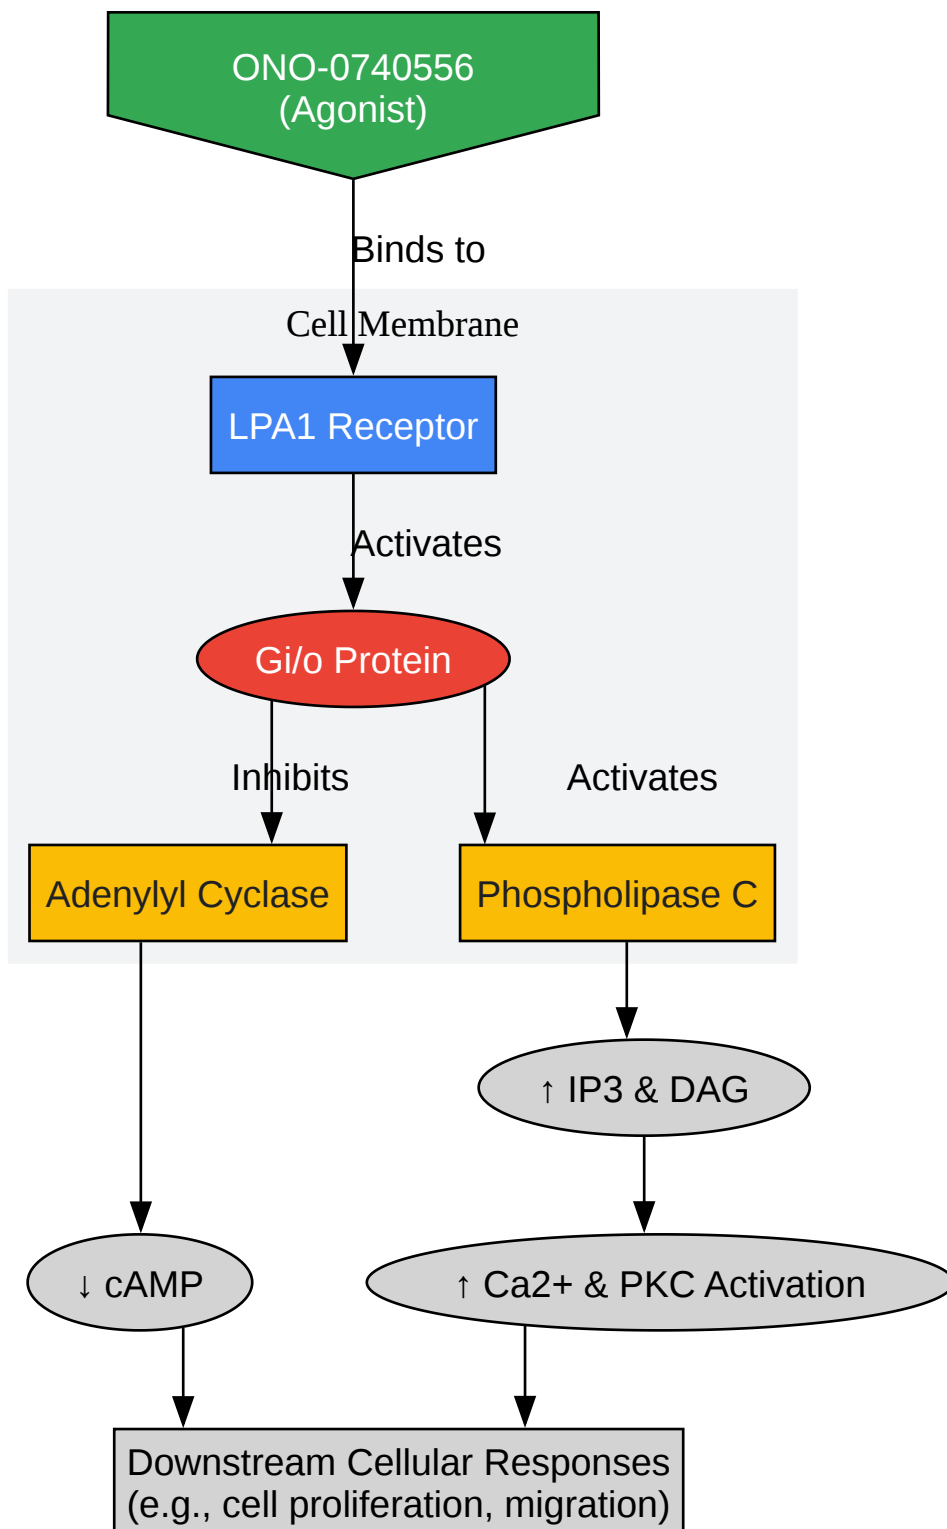 ONO-0740556
(Agonist)
Binds to
Cell Membrane
LPA1 Receptor
Activates
Gi/o Protein
Inhibits
Activates
Adenylyl Cyclase
Phospholipase C
↑ IP3 & DAG
↓ cAMP
↑ Ca2+ & PKC Activation
Downstream Cellular Responses
(e.g., cell proliferation, migration)